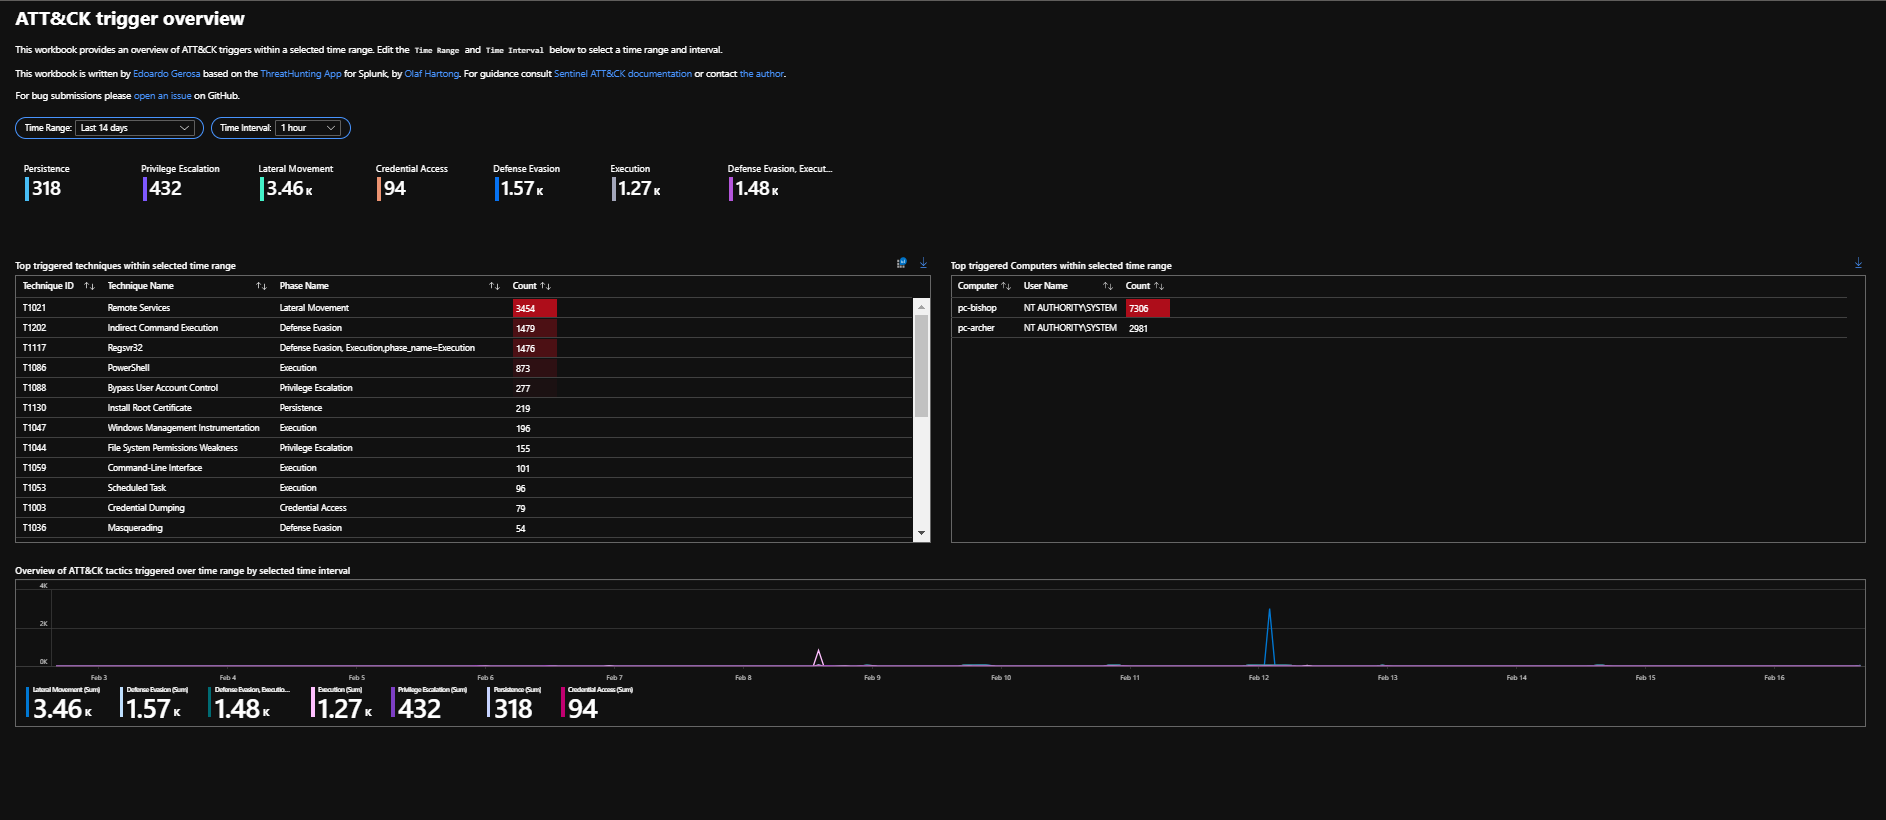 ATT&CK trigger overview
This workbook provides an overview of ATT&CK triggers within a selected time range. Edit the Time Range and Time Interval below to select a time range and interval.
This workbook is written by Edoardo Gerosa based on the ThreatHunting App for Splunk, by Olaf Hartong. For guidance consult Sentinel ATT&CK documentation or contact the author.
For bug submissions please open an issue on GitHub.
Time Range: Last 14 days Time Interval: 1 hour
Persistence Privilege Escalation Lateral Movement Credential Access Defense Evasion Execution Defense Evasion, Execut...
318 432 3.46 K 94 1.57 K 1.27 K 1.48 K
Top triggered techniques within selected time range
Technique ID Technique Name Phase Name Count
T1021 Remote Services Lateral Movement 3454
T1202 Indirect Command Execution Defense Evasion 1479
T1117 Regsvr32 Defense Evasion, Execution,phase_name=Execution 1476
T1086 PowerShell Execution 873
T1088 Bypass User Account Control Privilege Escalation 277
T1130 Install Root Certificate Persistence 219
T1047 Windows Management Instrumentation Execution 196
T1044 File System Permissions Weakness Privilege Escalation 155
T1059 Command-Line Interface Execution 101
T1053 Scheduled Task Execution 96
T1003 Credential Dumping Credential Access 79
T1036 Masquerading Defense Evasion 54
Top triggered Computers within selected time range
Computer User Name Count
pc-bishop NT AUTHORITY\SYSTEM 7306
pc-archer NT AUTHORITY\SYSTEM 2981
Overview of ATT&CK tactics triggered over time range by selected time interval
4K
2K
0K
Feb 3 Feb 4 Feb 5 Feb 6 Feb 7 Feb 8 Feb 9 Feb 10 Feb 11 Feb 12 Feb 13 Feb 14 Feb 15 Feb 16
Lateral Movement (Sum) Defense Evasion (Sum) Defense Evasion, Executio... Execution (Sum) Privilege Escalation (Sum) Persistence (Sum) Credential Access (Sum)
3.46 K 1.57 K 1.48 K 1.27 K 432 318 94